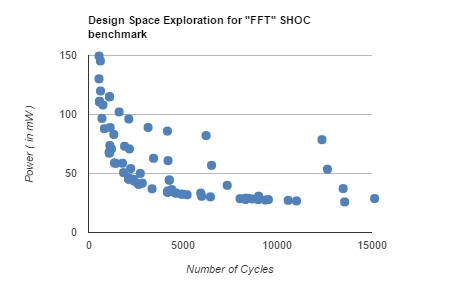 Design Space Exploration for "FFT" SHOC
benchmark
150
100
50
0
Power ( in mW )
0 5000 10000 15000
Number of Cycles